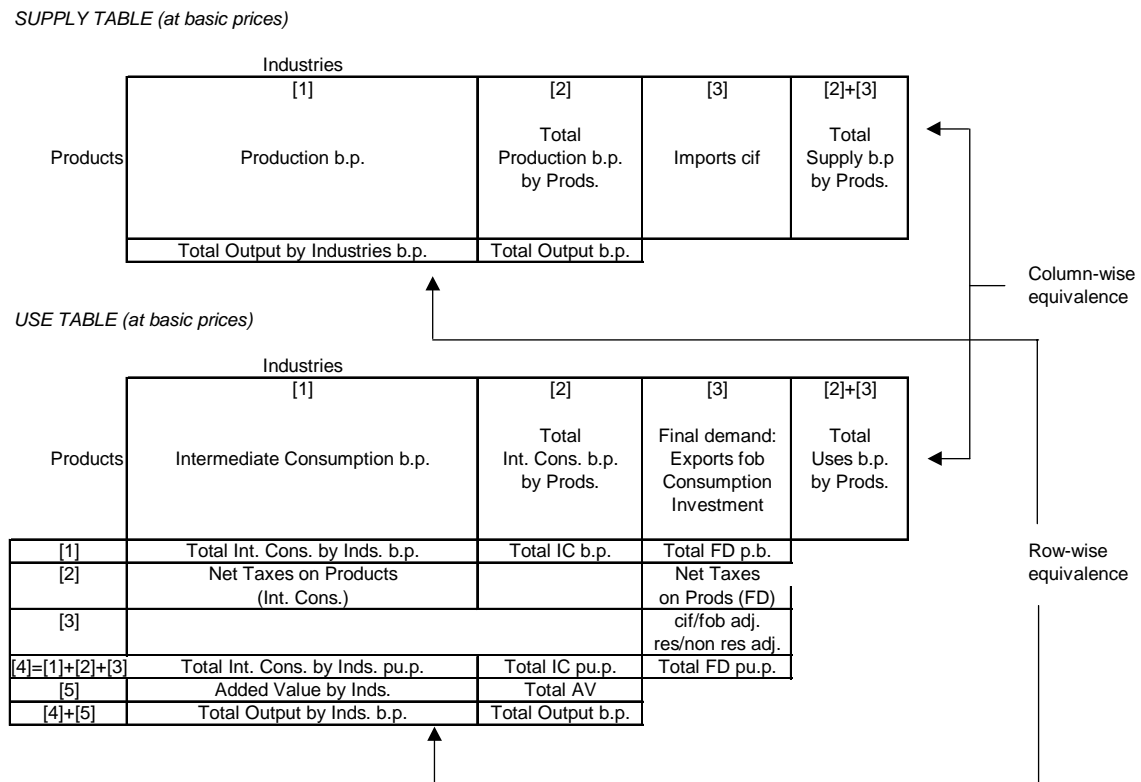 SUPPLY TABLE (at basic prices)
Industries
[1] [2] [3] [2]+[3]
Total Total
Products Production b.p. Production b.p. Imports cif Supply b.p
by Prods. by Prods.
Total Output by Industries b.p. Total Output b.p.
Column-wise
equivalence
USE TABLE (at basic prices)
Industries
[1] [2] [3] [2]+[3]
Total Final demand: Total
Products Intermediate Consumption b.p. Int. Cons. b.p. Exports fob Uses b.p.
by Prods. Consumption by Prods.
Investment
[1] Total Int. Cons. by Inds. b.p. Total IC b.p. Total FD p.b. Row-wise
[2] Net Taxes on Products Net Taxes equivalence
(Int. Cons.) on Prods (FD)
[3] cif/fob adj.
res/non res adj.
[4]=[1]+[2]+[3] Total Int. Cons. by Inds. pu.p. Total IC pu.p. Total FD pu.p.
[5] Added Value by Inds. Total AV
[4]+[5] Total Output by Inds. b.p. Total Output b.p.